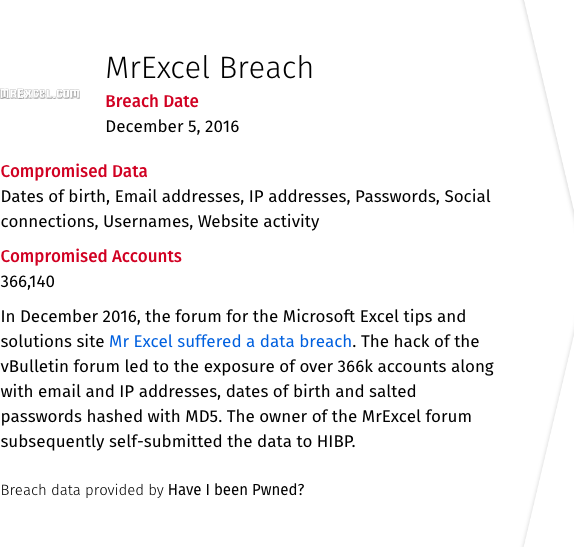 MrExcel Breach
MREXCEL.COM
Breach Date
December 5, 2016
Compromised Data
Dates of birth, Email addresses, IP addresses, Passwords, Social
connections, Usernames, Website activity
Compromised Accounts
366,140
In December 2016, the forum for the Microsoft Excel tips and
solutions site Mr Excel suffered a data breach. The hack of the
vBulletin forum led to the exposure of over 366k accounts along
with email and IP addresses, dates of birth and salted
passwords hashed with MD5. The owner of the MrExcel forum
subsequently self-submitted the data to HIBP.
Breach data provided by Have I been Pwned?